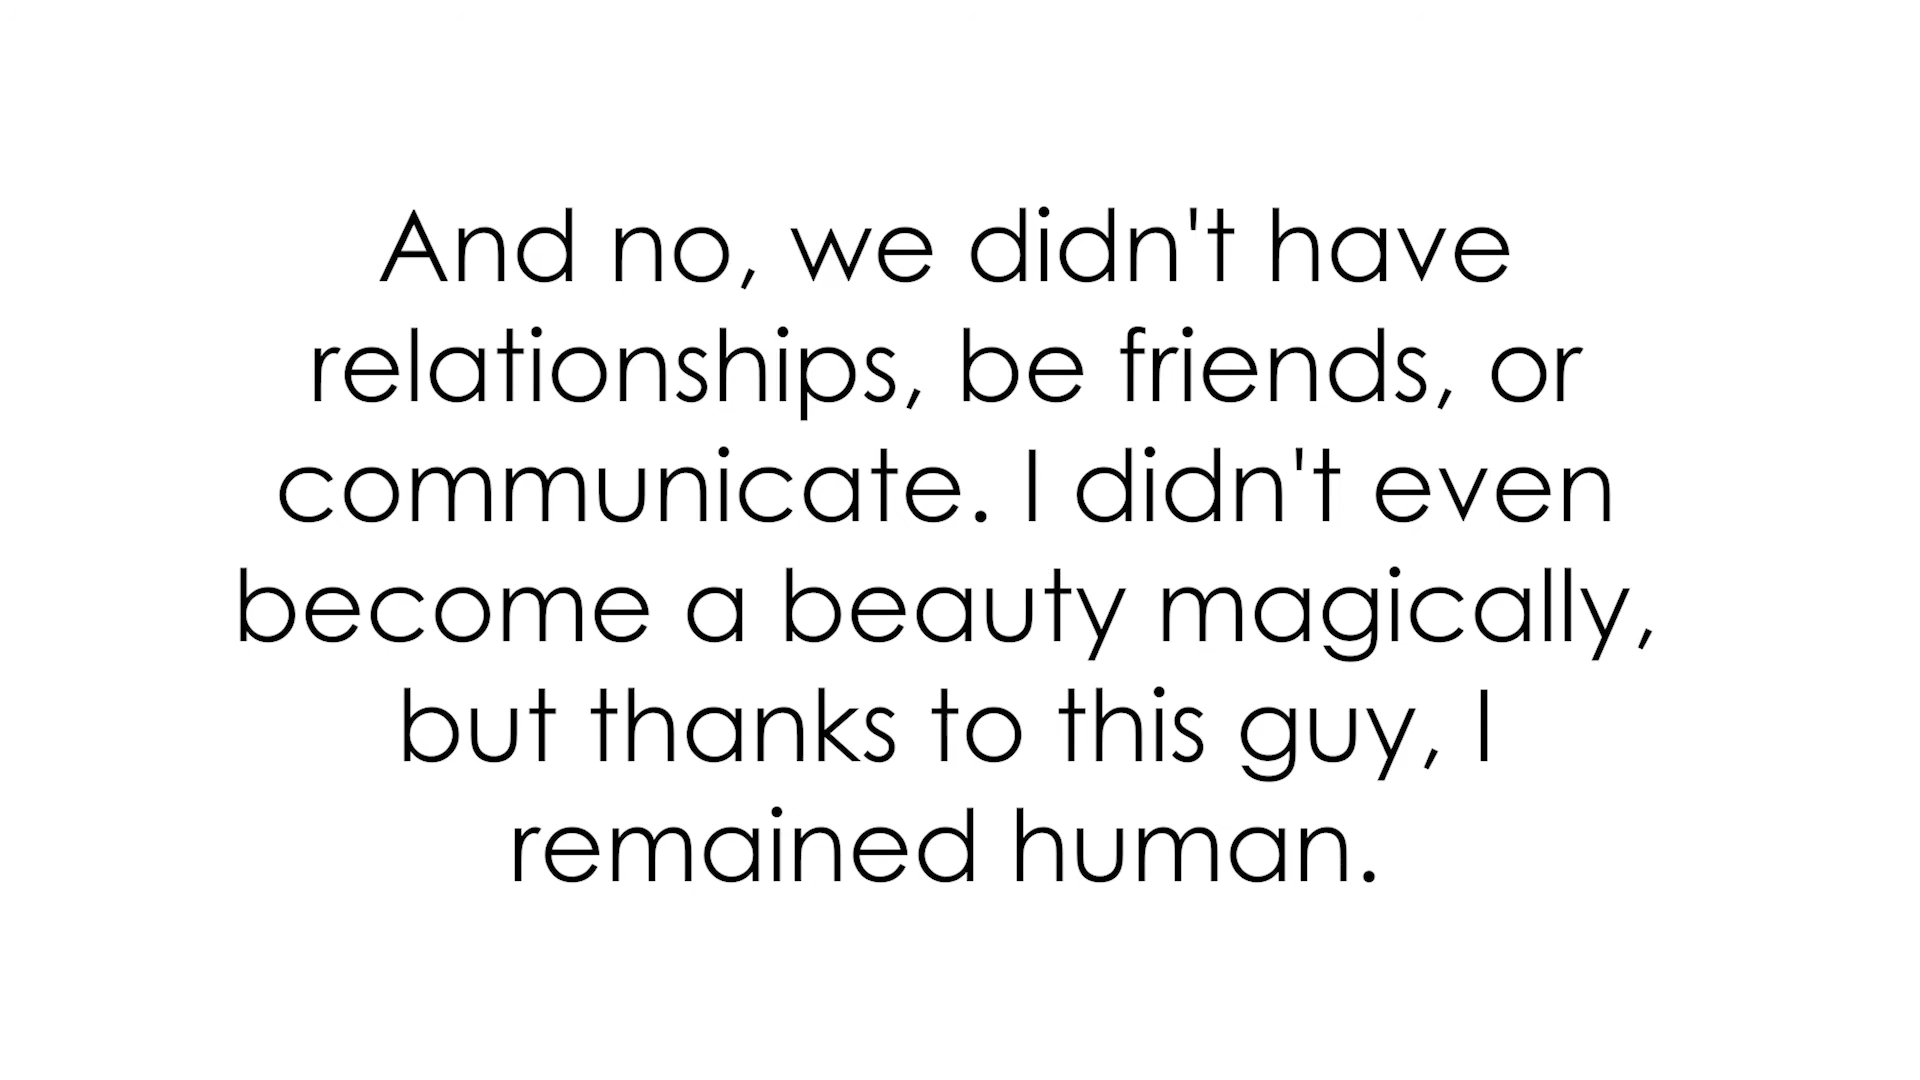 And no, we didn't have
relationships, be friends, or
communicate. I didn't even
become a beauty magically,
but thanks to this guy, I
remained human.